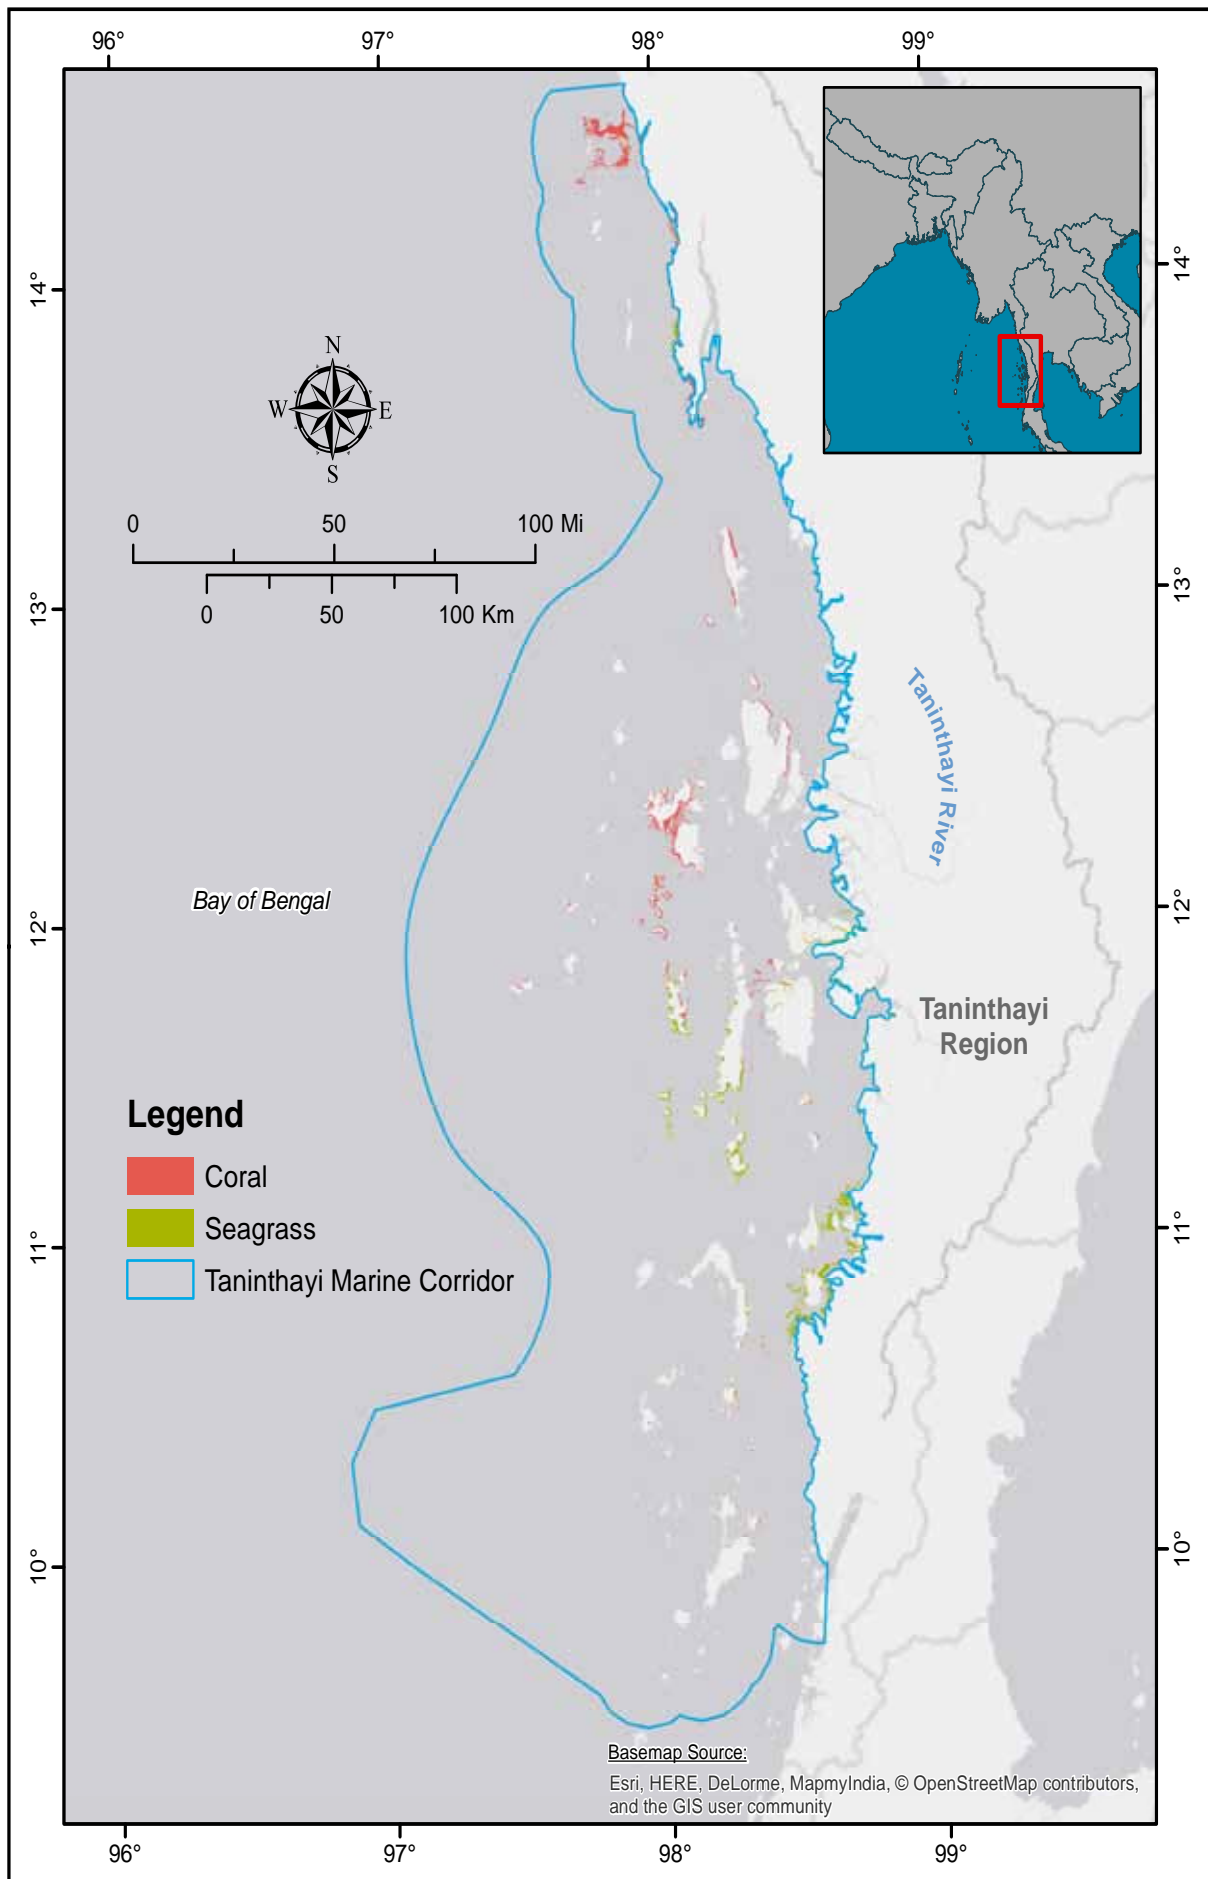 96°
97°
98°
99°
14°
14°
N
W
E
S
0
50
100 Mi
0
50
100 Km
13°
13°
Taninthayi River
Bay of Bengal
12°
12°
Taninthayi
Region
Legend
Coral
Seagrass
Taninthayi Marine Corridor
11°
11°
10°
10°
Basemap Source:
Esri, HERE, DeLorme, MapmyIndia, © OpenStreetMap contributors,
and the GIS user community
96°
97°
98°
99°